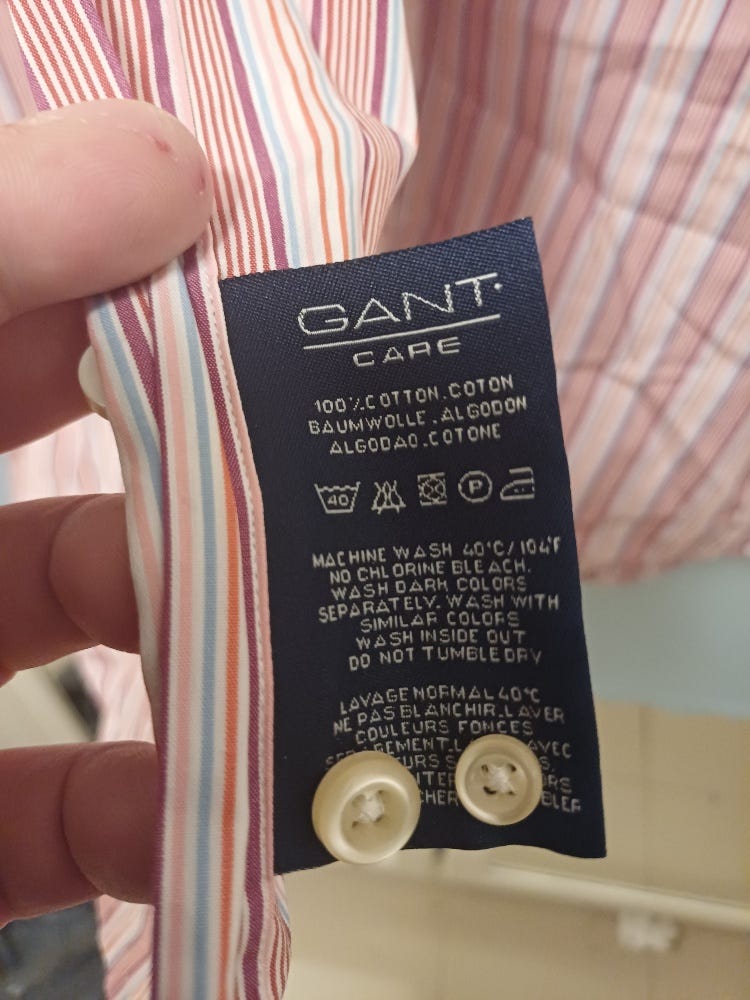 GANT
CARE
100% COTTON.COTON
BAUMWOLLE.ALGODON
ALGODAO.COTONE
40 P
MACHINE WASH 40°C/104°F
NO CHLORINE BLEACH.
WASH DARK COLORS
SEPARATELY. WASH WITH
SIMILAR COLORS
WASH INSIDE OUT
DO NOT TUMBLE DRY
LAVAGE NORMAL 40°C
NE PAS BLANCHIR. LAVER
COULEURS FONCES
AVEC